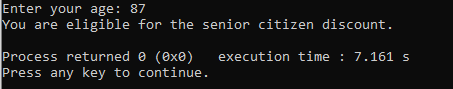 Enter your age: 87
You are eligible for the senior citizen discount.
Process returned 0 (0x0)   execution time : 7.161 s
Press any key to continue.